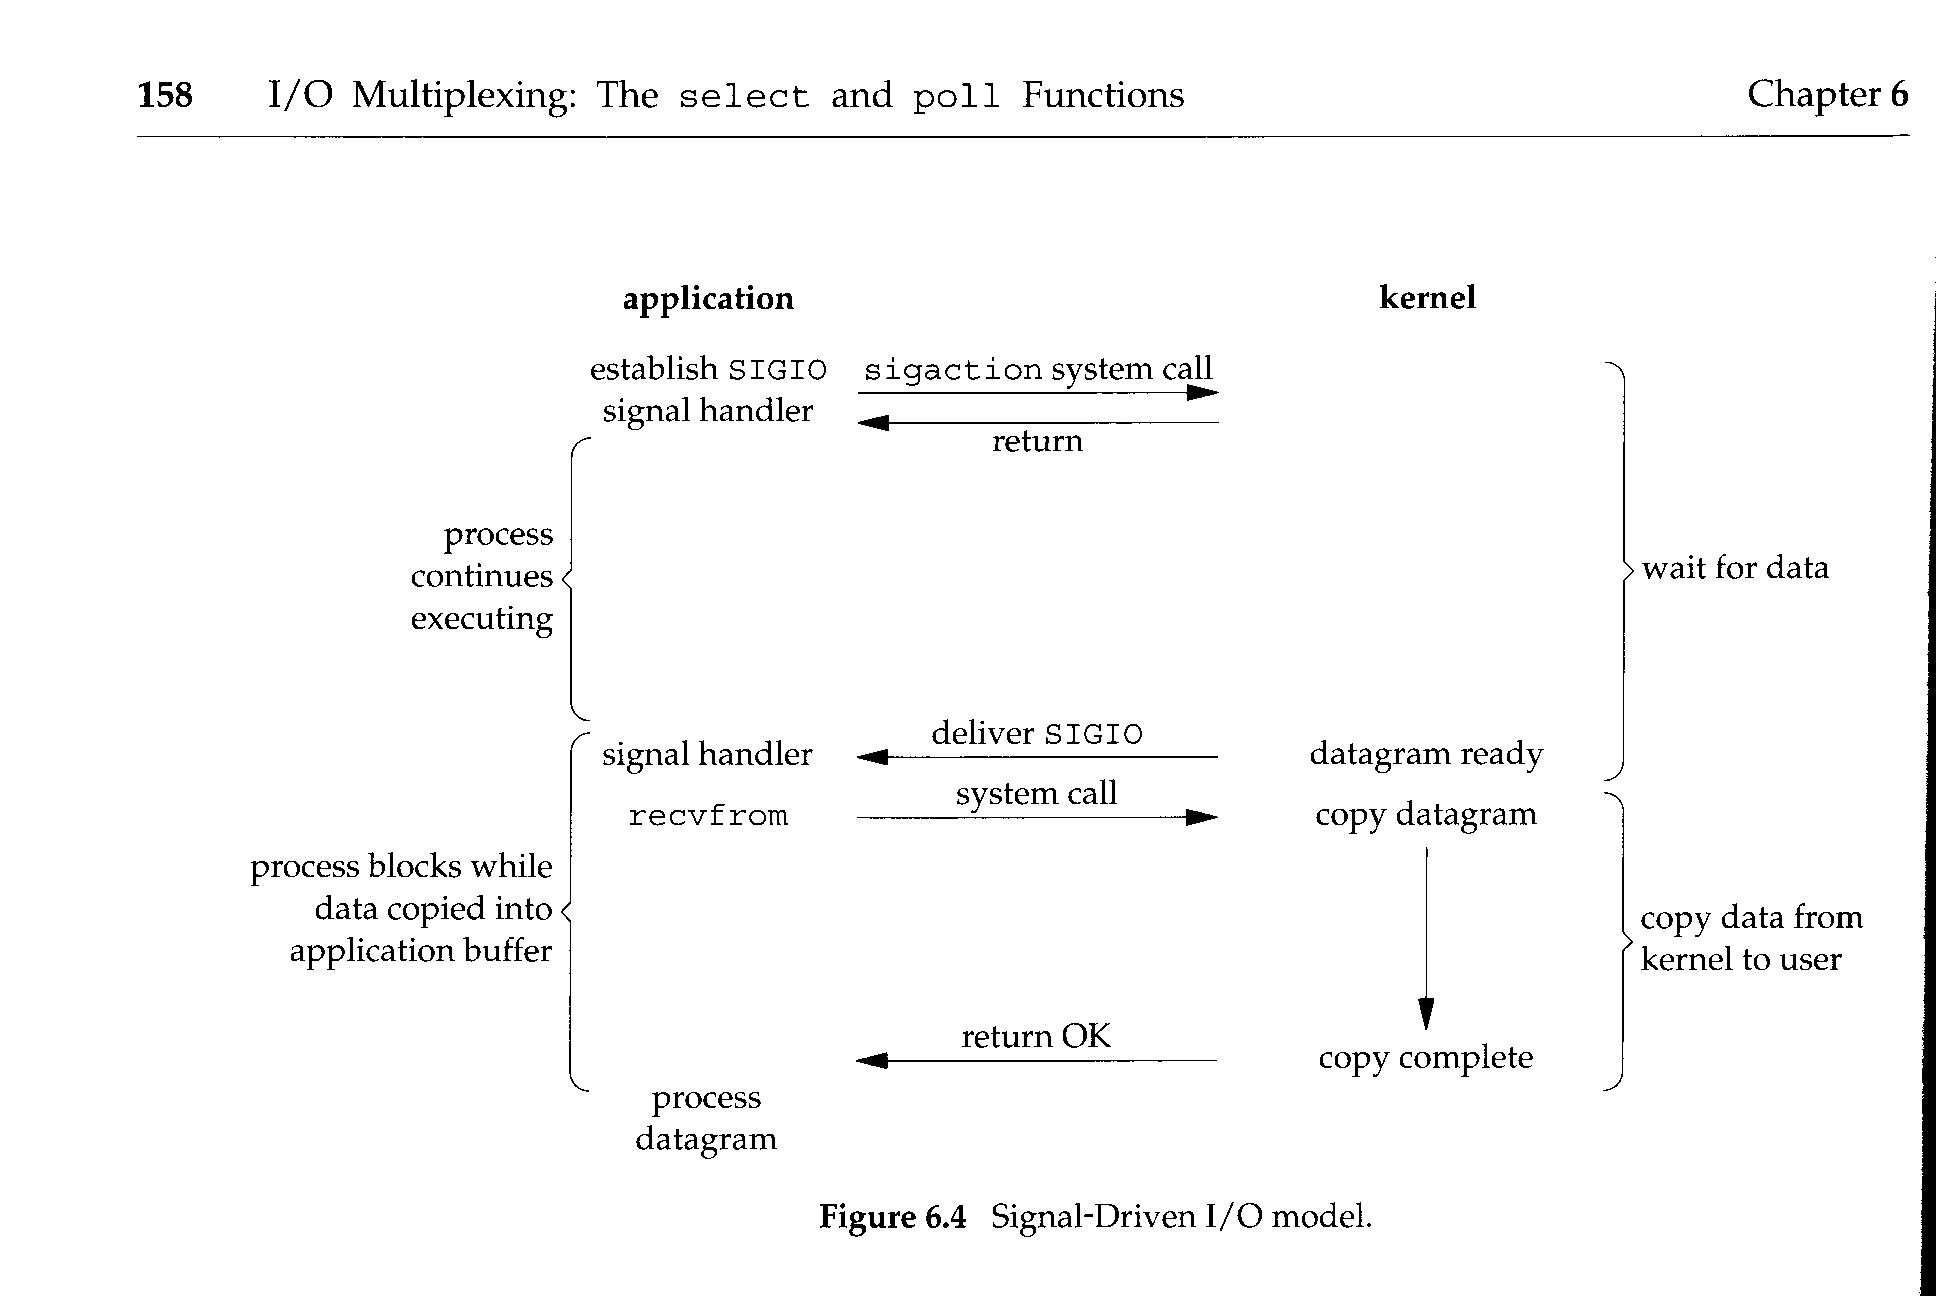 158 I/O Multiplexing: The select and poll Functions Chapter 6
application kernel
establish SIGIO sigaction system call
signal handler
return
process
continues
executing
wait for data
deliver SIGIO
signal handler datagram ready
system call
recvfrom copy datagram
process blocks while
data copied into
application buffer
copy data from
kernel to user
return OK
copy complete
process
datagram
Figure 6.4 Signal-Driven I/O model.